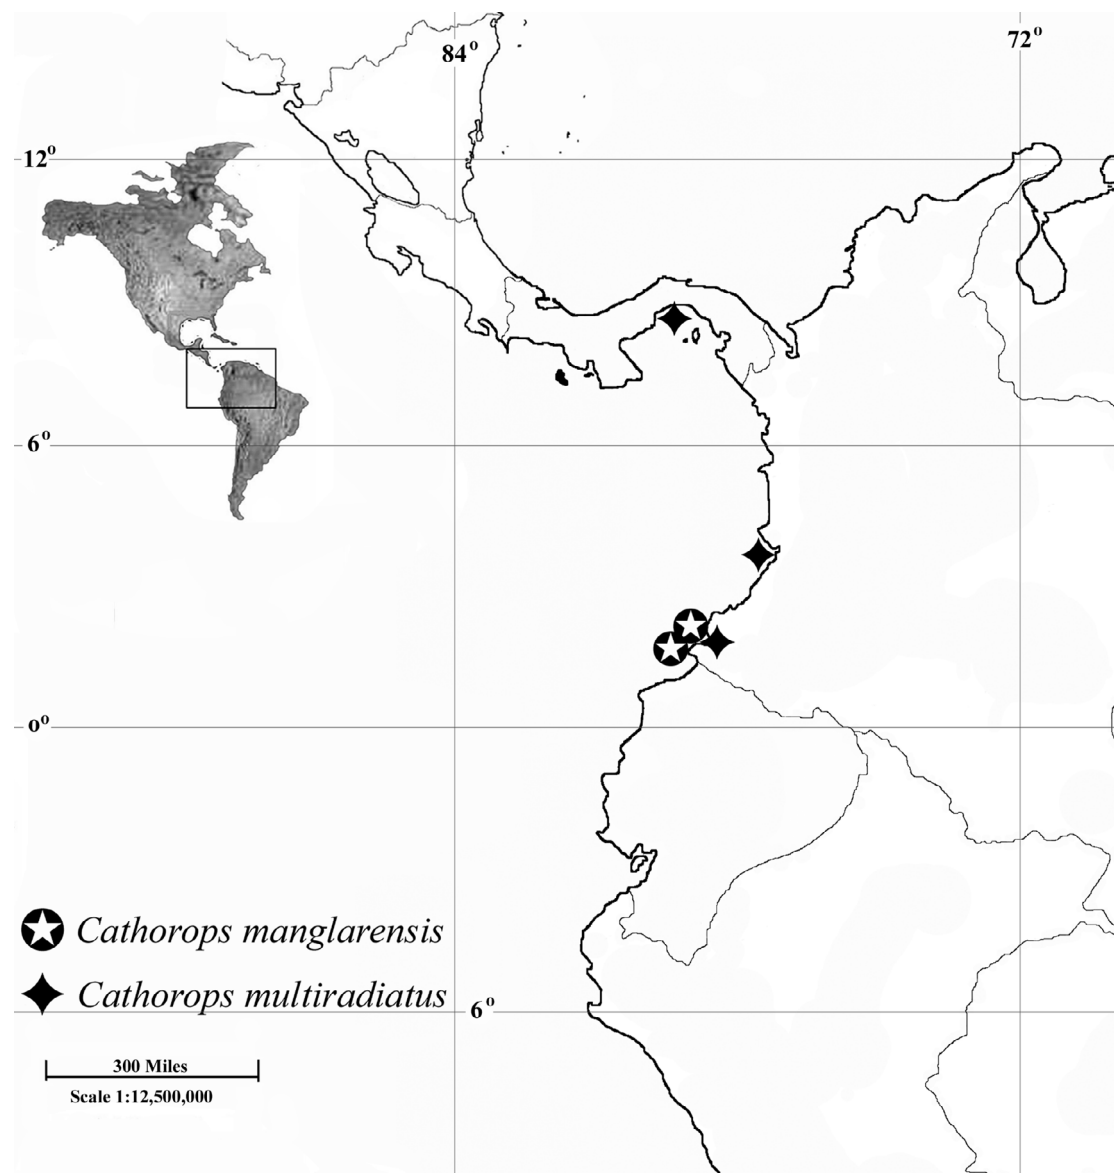 84°
72°
12°
6°
0°
Cathorops manglarensis
Cathorops multiradiatus
6°
300 Miles
Scale 1:12,500,000